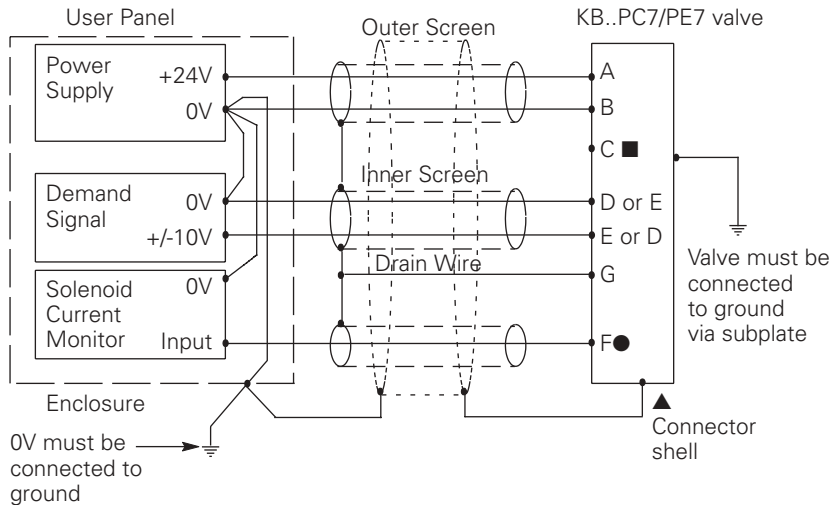 User Panel
Outer Screen
KB..PC7/PE7 valve
Power
Supply
+24V
0V
A
B
C ■
Inner Screen
Demand
Signal
0V
+/-10V
D or E
E or D
Drain Wire
G
Solenoid
Current
Monitor
0V
Input
F●
Valve must be
connected
to ground
via subplate
Enclosure
▲
Connector
shell
0V must be
connected to
ground